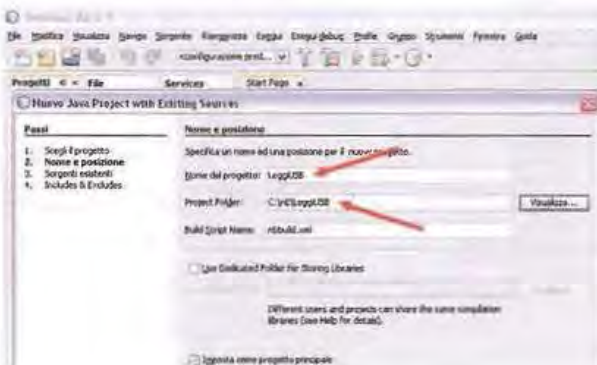 File Modifica Visualizza Naviga Sorgente Riorganizza Esegui Esegui debug Profile Gruppo Strumenti Finestra Guida
<configurazione pred...
Progetti File Services Start Page
Nuovo Java Project with Existing Sources
Passi
1. Scegli il progetto
2. Nome e posizione
3. Sorgenti esistenti
4. Includes & Excludes
Nome e posizione
Specifica un nome ed una posizione per il nuovo progetto.
Nome del progetto: LeggiUSB
Project Folder: LeggiUSB
Visualizza...
Build Script Name: nbbuild.xml
Use Dedicated Folder for Storing Libraries
Different users and projects can share the same compilation
libraries (see Help for details).
Imposta come progetto principale